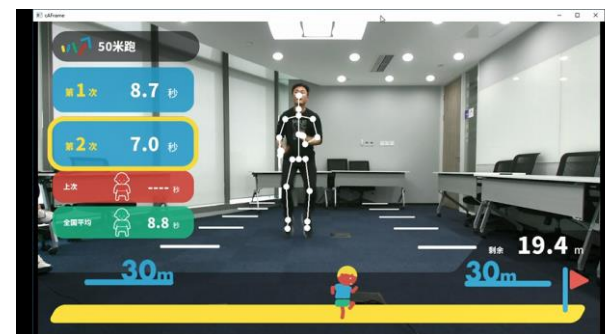 uAFrame
50米跑
第1次 8.7 秒
第2次 7.0 秒
上次 ---- 秒
全国平均 8.8 秒
剩余 19.4 m
30m 30m